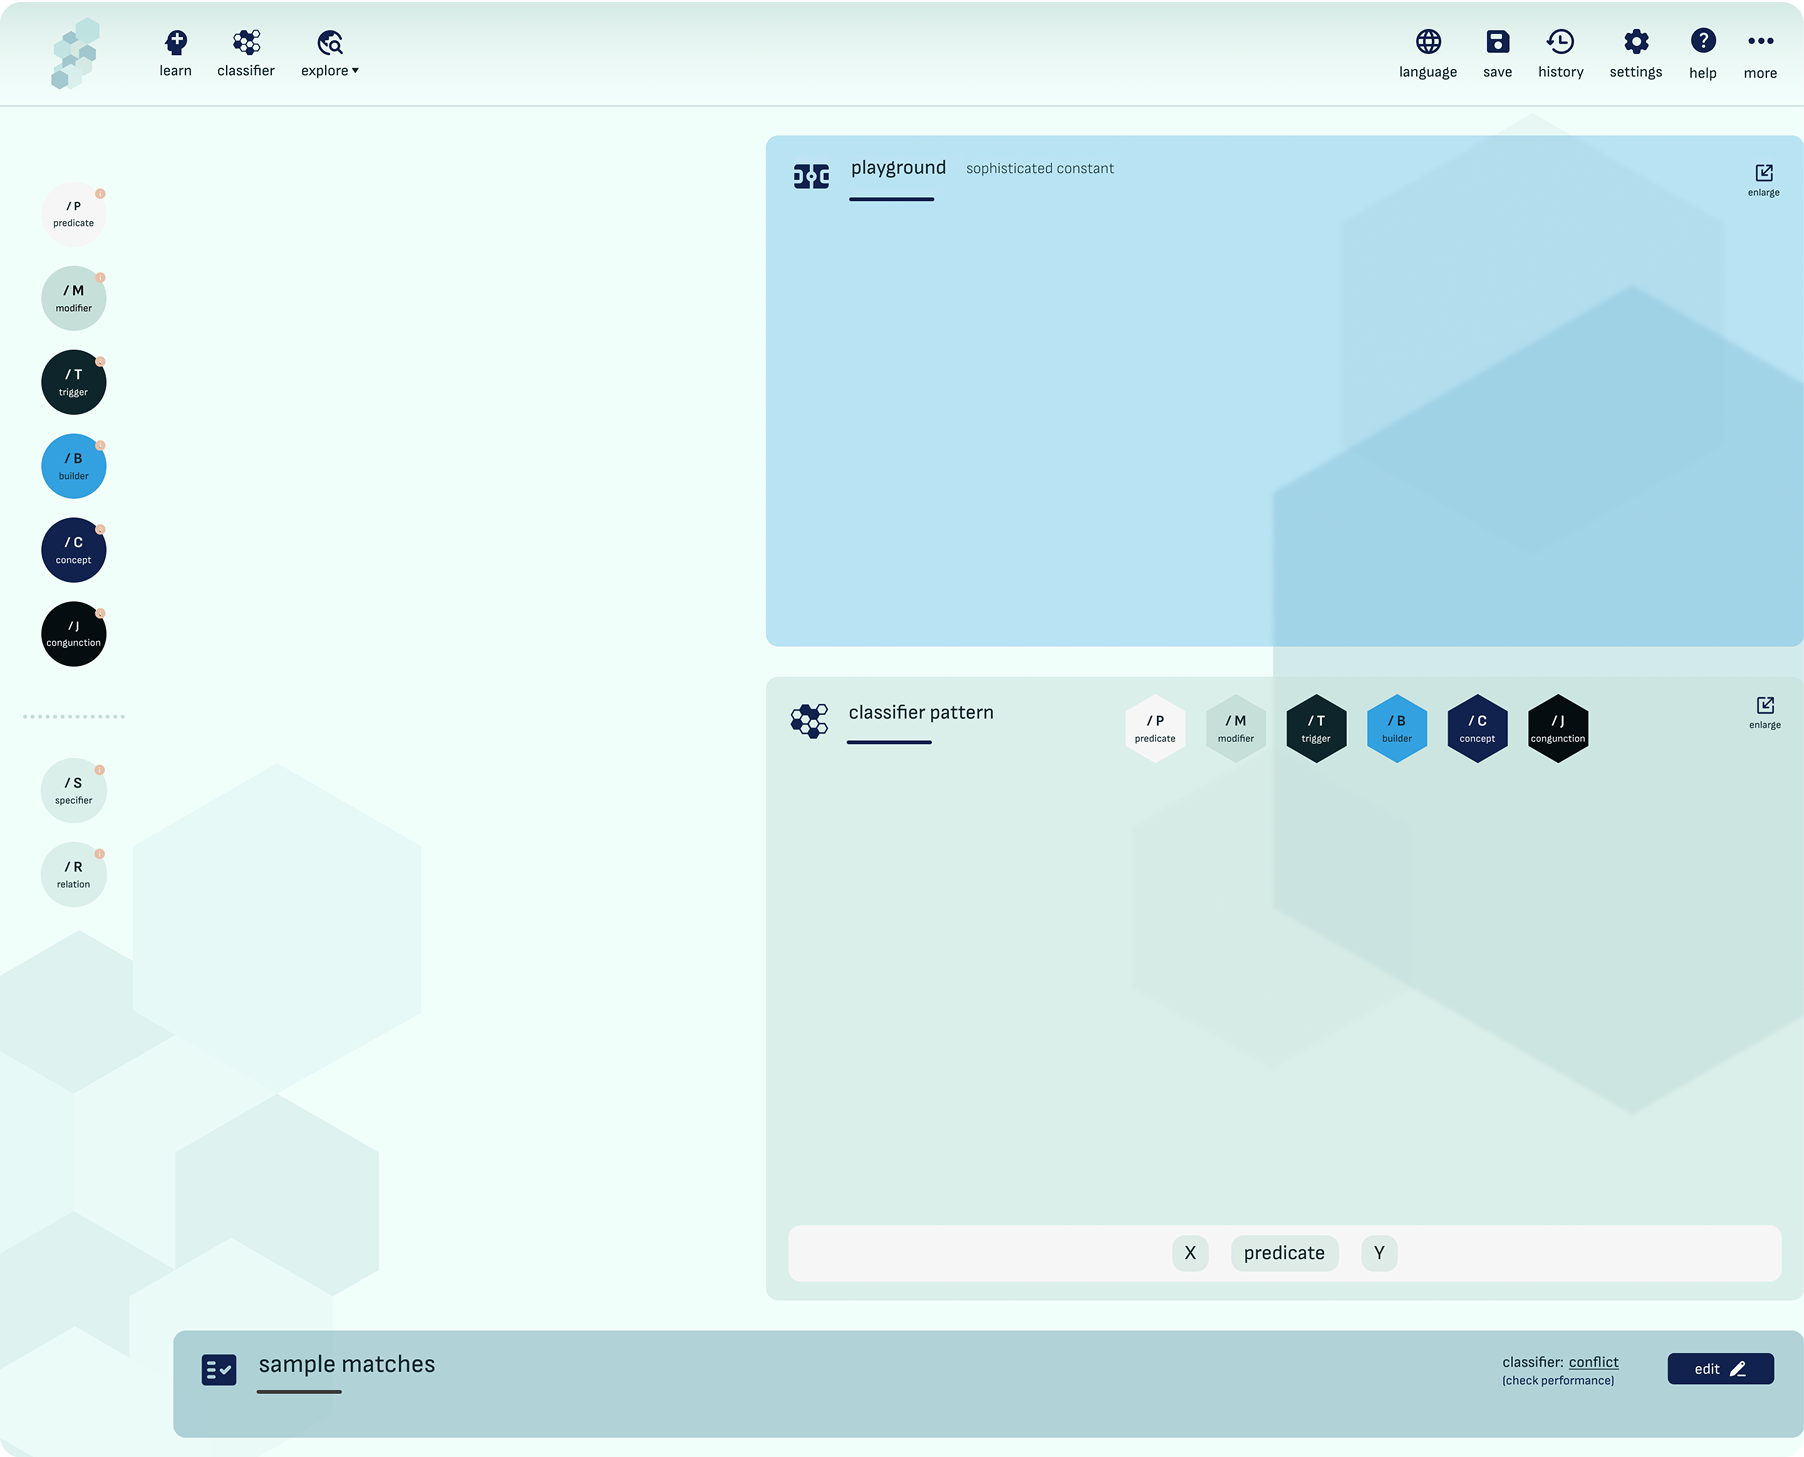 learn
classifier
explore
language
save
history
settings
help
more
/ P
predicate
/ M
modifier
/ T
trigger
/ B
builder
/ C
concept
/ J
congunction
/ S
specifier
/ R
relation
playground
sophisticated constant
enlarge
classifier pattern
/ P
predicate
/ M
modifier
/ T
trigger
/ B
builder
/ C
concept
/ J
congunction
enlarge
X predicate Y
sample matches
classifier: conflict
(check performance)
edit